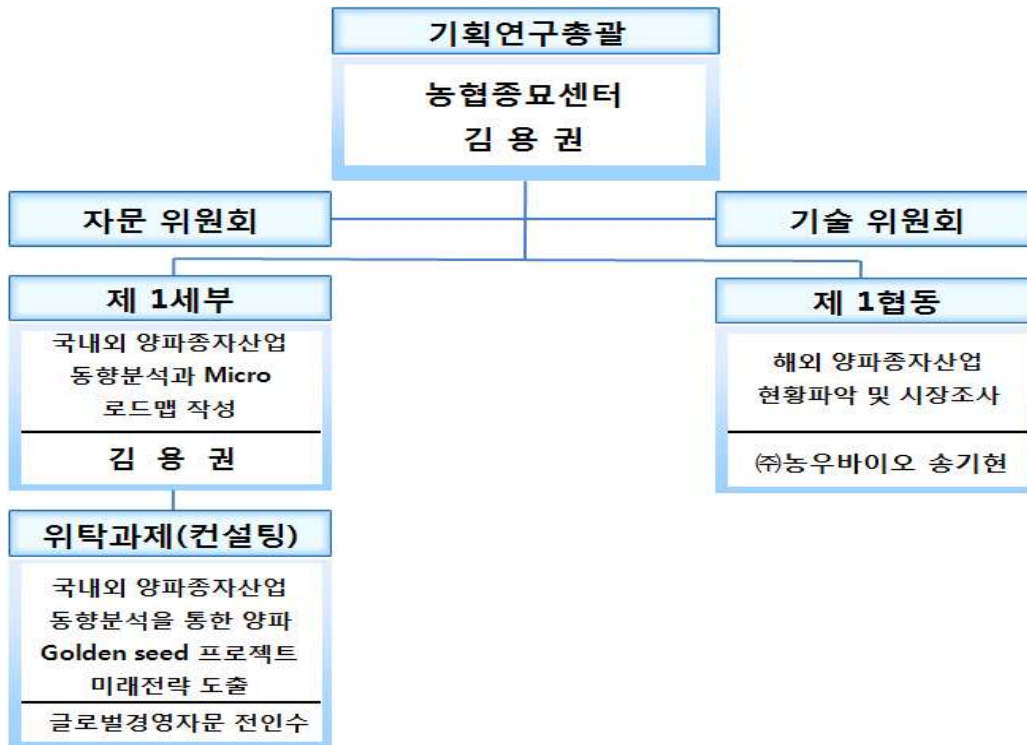 기획연구총괄
농협종묘센터
김 용 권
자문 위원회
기술 위원회
제 1세부
국내외 양파종자산업
동향분석과 Micro
로드맵 작성
김 용 권
제 1협동
해외 양파종자산업
현황파악 및 시장조사
㈜농우바이오 송기현
위탁과제(컨설팅)
국내외 양파종자산업
동향분석을 통한 양파
Golden seed 프로젝트
미래전략 도출
글로벌경영자문 전인수